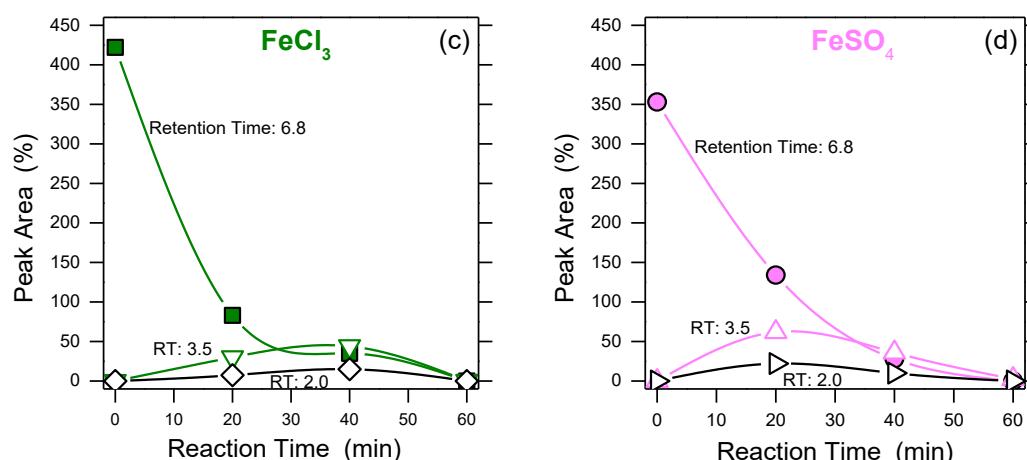 FeCl₃ (c)
Peak Area (%)
450
400
350
300
250
200
150
100
50
0
Retention Time: 6.8
RT: 3.5
RT: 2.0
0 10 20 30 40 50 60
Reaction Time (min)
FeSO₄ (d)
Peak Area (%)
450
400
350
300
250
200
150
100
50
0
Retention Time: 6.8
RT: 3.5
RT: 2.0
0 10 20 30 40 50 60
Reaction Time (min)